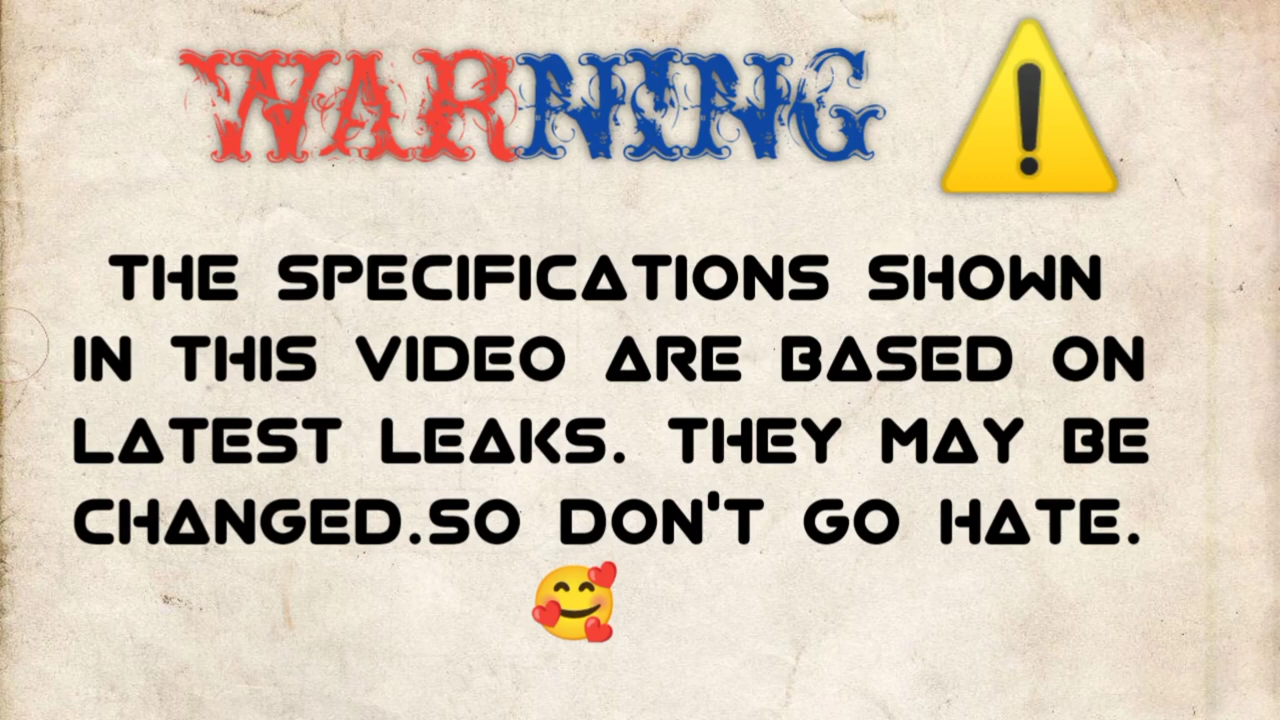 WARNING ⚠️
THE SPECIFICATIONS SHOWN
IN THIS VIDEO ARE BASED ON
LATEST LEAKS. THEY MAY BE
CHANGED.SO DON'T GO HATE.
🥰